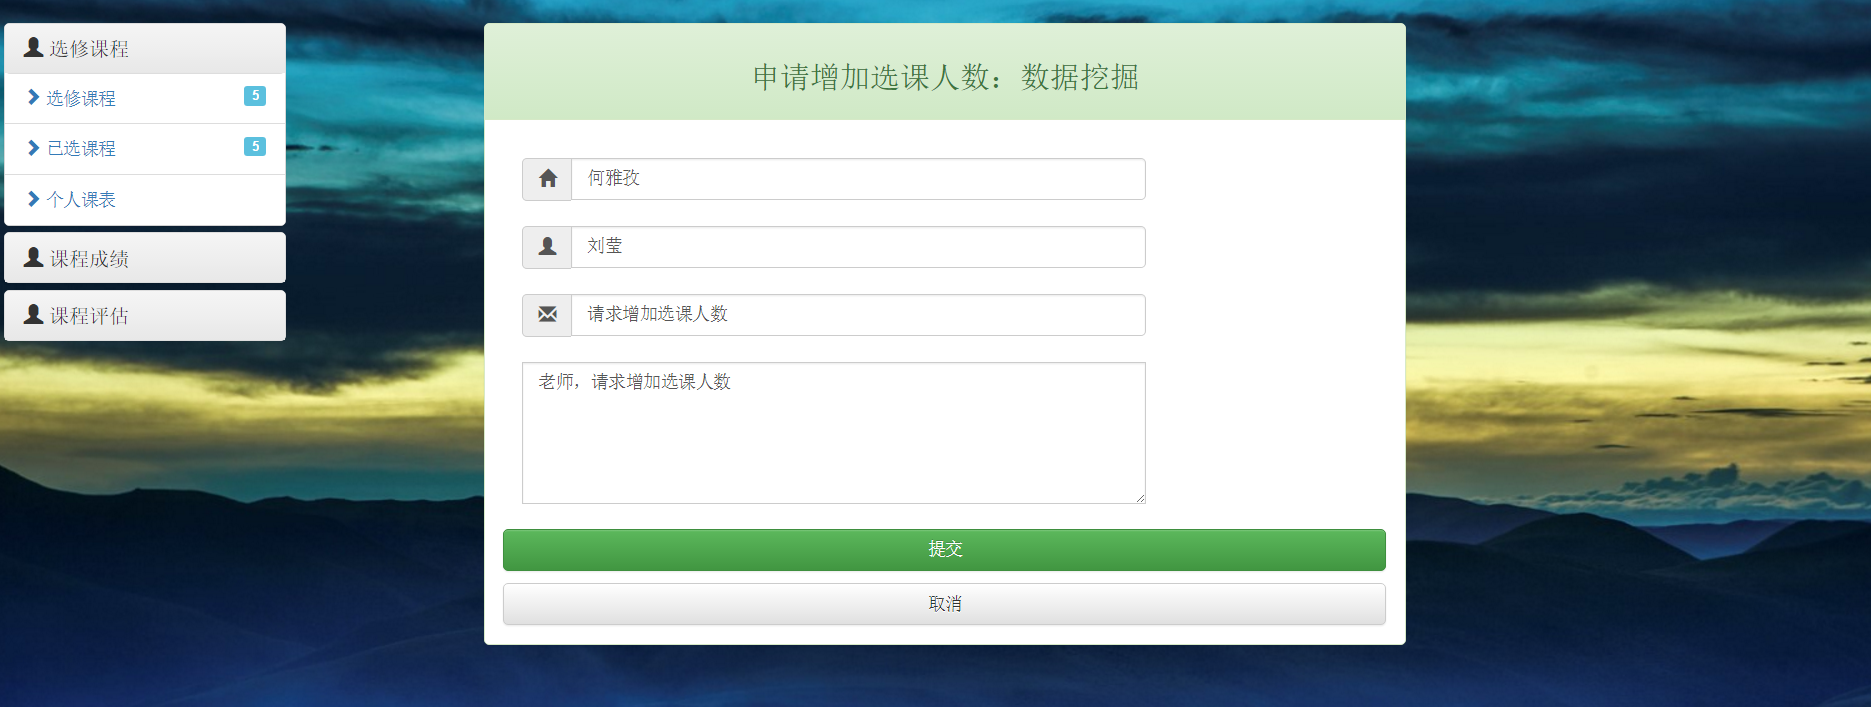 选修课程
选修课程 5
已选课程 5
个人课表
课程成绩
课程评估
申请增加选课人数：数据挖掘
何雅孜
刘莹
请求增加选课人数
老师，请求增加选课人数
提交
取消